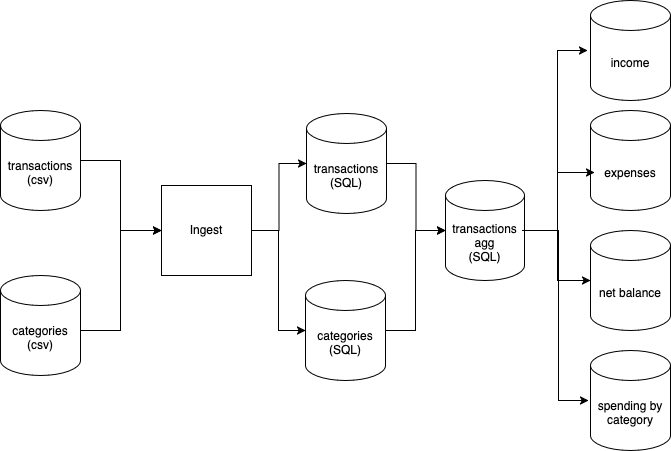 transactions
(csv)
categories
(csv)
Ingest
transactions
(SQL)
categories
(SQL)
transactions
agg
(SQL)
income
expenses
net balance
spending by
category